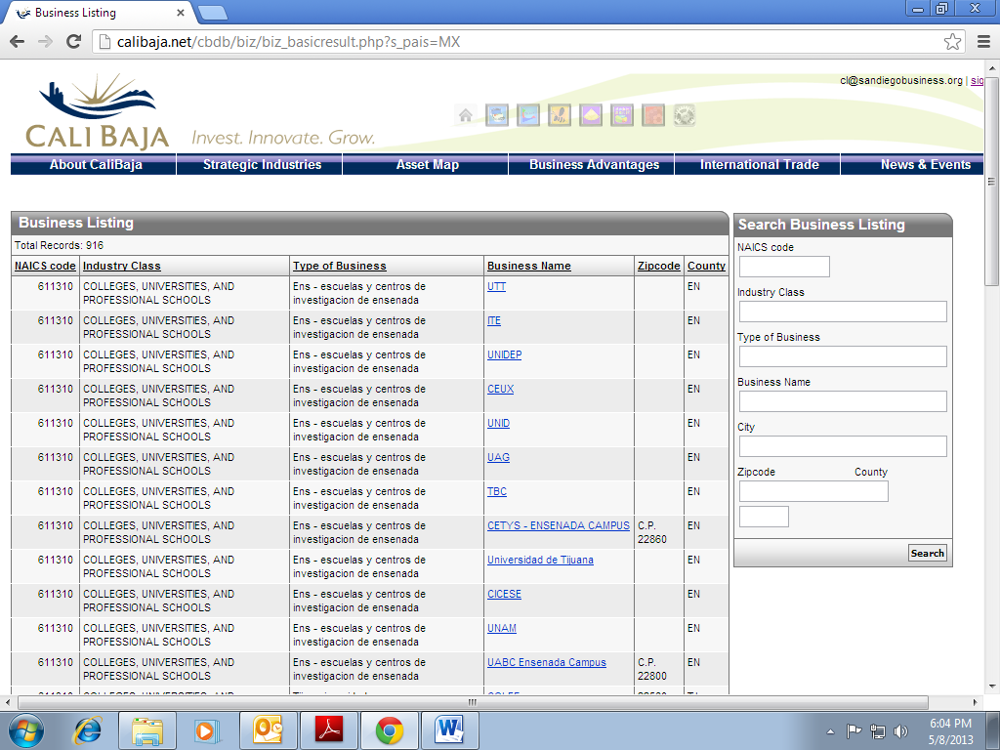 Business Listing
calibaja.net/cbdb/biz/biz_basicresult.php?s_pais=MX
cl@sandiegobusiness.org | sig
CALI BAJA Invest. Innovate. Grow.
About CaliBaja Strategic Industries Asset Map Business Advantages International Trade News & Events
Business Listing
Total Records: 916
NAICS code Industry Class Type of Business Business Name Zipcode County
611310 COLLEGES, UNIVERSITIES, AND Ens - escuelas y centros de UTT EN
PROFESSIONAL SCHOOLS investigacion de ensenada
611310 COLLEGES, UNIVERSITIES, AND Ens - escuelas y centros de ITE EN
PROFESSIONAL SCHOOLS investigacion de ensenada
611310 COLLEGES, UNIVERSITIES, AND Ens - escuelas y centros de UNIDEP EN
PROFESSIONAL SCHOOLS investigacion de ensenada
611310 COLLEGES, UNIVERSITIES, AND Ens - escuelas y centros de CEUX EN
PROFESSIONAL SCHOOLS investigacion de ensenada
611310 COLLEGES, UNIVERSITIES, AND Ens - escuelas y centros de UNID EN
PROFESSIONAL SCHOOLS investigacion de ensenada
611310 COLLEGES, UNIVERSITIES, AND Ens - escuelas y centros de UAG EN
PROFESSIONAL SCHOOLS investigacion de ensenada
611310 COLLEGES, UNIVERSITIES, AND Ens - escuelas y centros de TBC EN
PROFESSIONAL SCHOOLS investigacion de ensenada
611310 COLLEGES, UNIVERSITIES, AND Ens - escuelas y centros de CETYS - ENSENADA CAMPUS C.P. EN
PROFESSIONAL SCHOOLS investigacion de ensenada 22860
611310 COLLEGES, UNIVERSITIES, AND Ens - escuelas y centros de Universidad de Tijuana EN
PROFESSIONAL SCHOOLS investigacion de ensenada
611310 COLLEGES, UNIVERSITIES, AND Ens - escuelas y centros de CICESE EN
PROFESSIONAL SCHOOLS investigacion de ensenada
611310 COLLEGES, UNIVERSITIES, AND Ens - escuelas y centros de UNAM EN
PROFESSIONAL SCHOOLS investigacion de ensenada
611310 COLLEGES, UNIVERSITIES, AND Ens - escuelas y centros de UABC Ensenada Campus C.P. EN
PROFESSIONAL SCHOOLS investigacion de ensenada 22800
Search Business Listing
NAICS code
Industry Class
Type of Business
Business Name
City
Zipcode County
Search
6:04 PM
5/8/2013